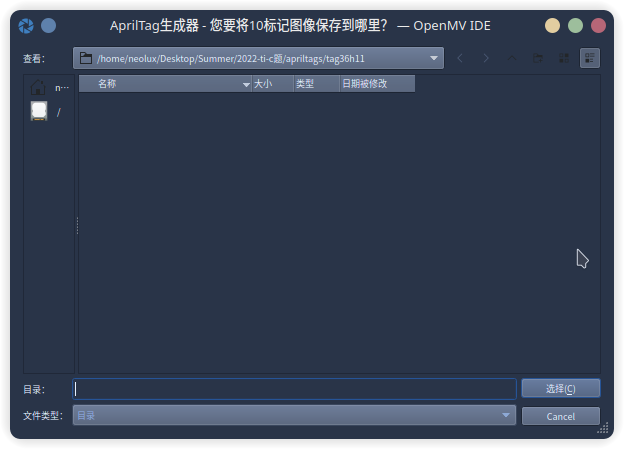 AprilTag生成器 - 您要将10标记图像保存到哪里? — OpenMV IDE
查看: /home/neolux/Desktop/Summer/2022-ti-c题/apriltags/tag36h11
n… 名称 大小 类型 日期被修改
/
目录: 选择(C)
文件类型: 目录 Cancel